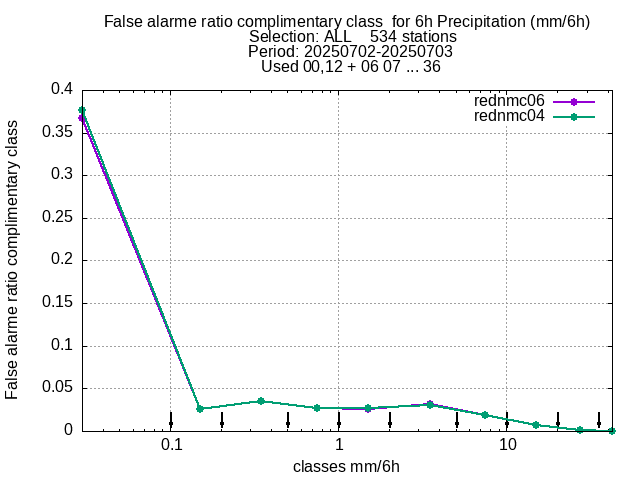 False alarme ratio complimentary class  for 6h Precipitation (mm/6h)
Selection: ALL    534 stations
Period: 20250702-20250703
Used 00,12 + 06 07 ... 36
rednmc06
rednmc04
False alarme ratio complimentary class
0.4
0.35
0.3
0.25
0.2
0.15
0.1
0.05
0
0.1
1
10
classes mm/6h